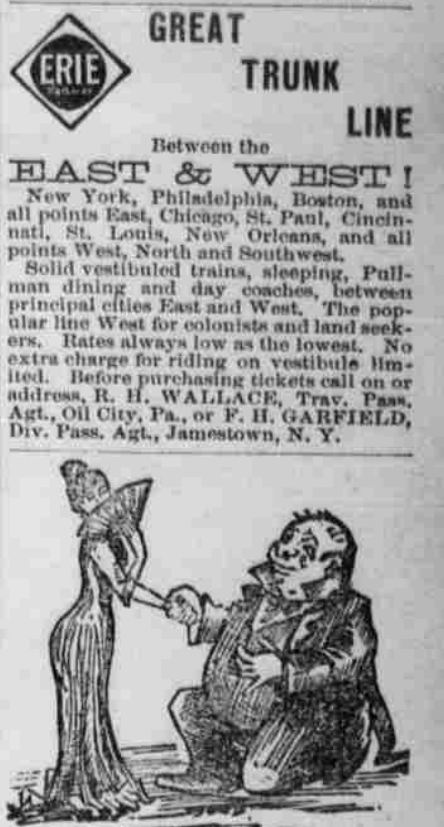 ERIE
GREAT
TRUNK
LINE
Between the
EAST & WEST!
New York, Philadelphia, Boston, and
all points East, Chicago, St. Paul, Cincin-
nati, St. Louis, New Orleans, and all
points West, North and Southwest.
Solid vestibuled trains, sleeping, Pull-
man dining and day coaches, between
principal cities East and West. The pop-
ular line West for colonists and land seek-
ers. Rates always low as the lowest. No
extra charge for riding on vestibule lim-
ited. Before purchasing tickets call on or
address, R. H. WALLACE, Trav. Pass.
Agt., Oil City, Pa., or F. H. GARFIELD,
Div. Pass. Agt., Jamestown, N. Y.